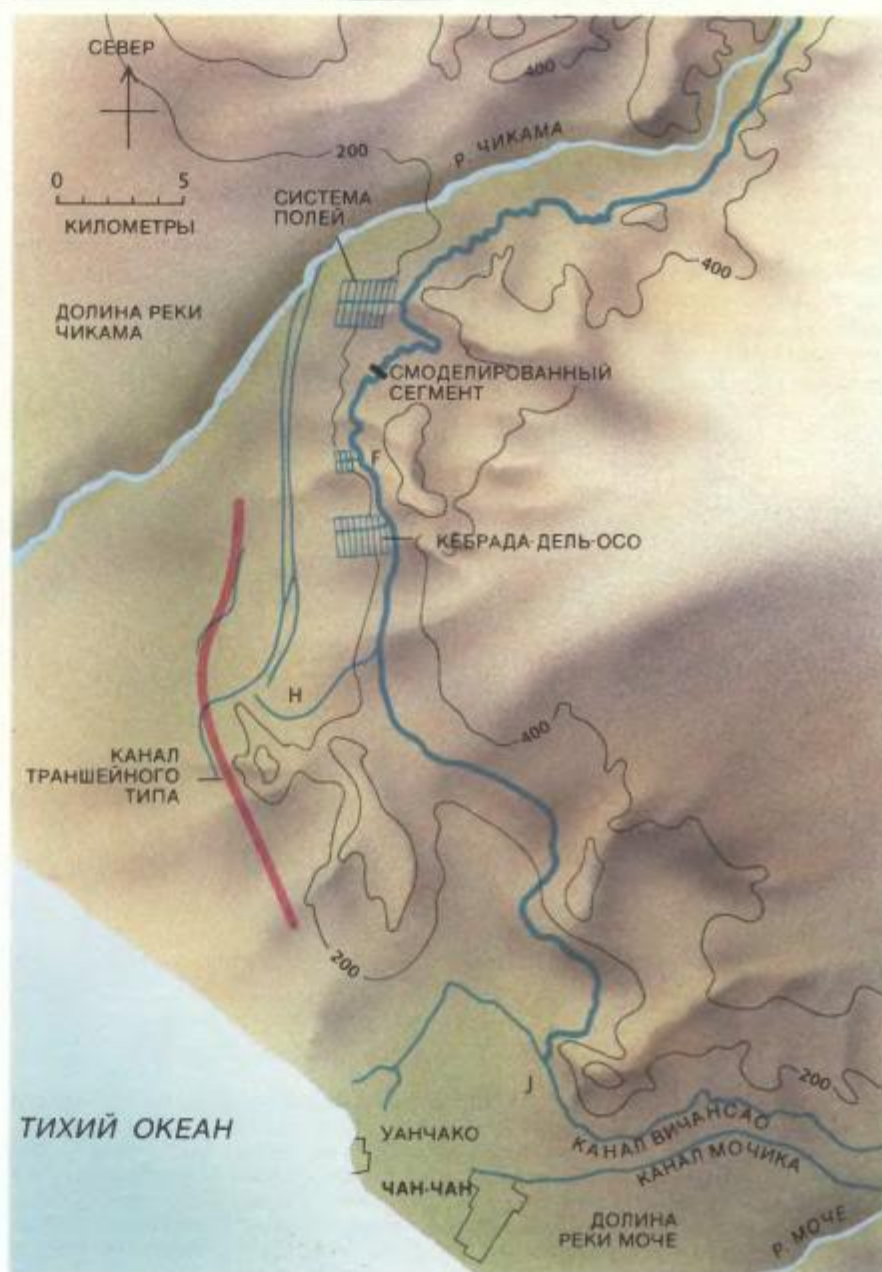 СЕВЕР
400
200
Р. ЧИКАМА
0 5
КИЛОМЕТРЫ
СИСТЕМА
ПОЛЕЙ
400
ДОЛИНА РЕКИ
ЧИКАМА
СМОДЕЛИРОВАННЫЙ
СЕГМЕНТ
F
КЕБРАДА-ДЕЛЬ-ОСО
H
400
КАНАЛ
ТРАНШЕЙНОГО
ТИПА
200
200
J
ТИХИЙ ОКЕАН
УАНЧАКО
КАНАЛ ВИЧАНСАО
КАНАЛ МОЧИКА
ЧАН-ЧАН
ДОЛИНА
РЕКИ МОЧЕ
Р. МОЧЕ